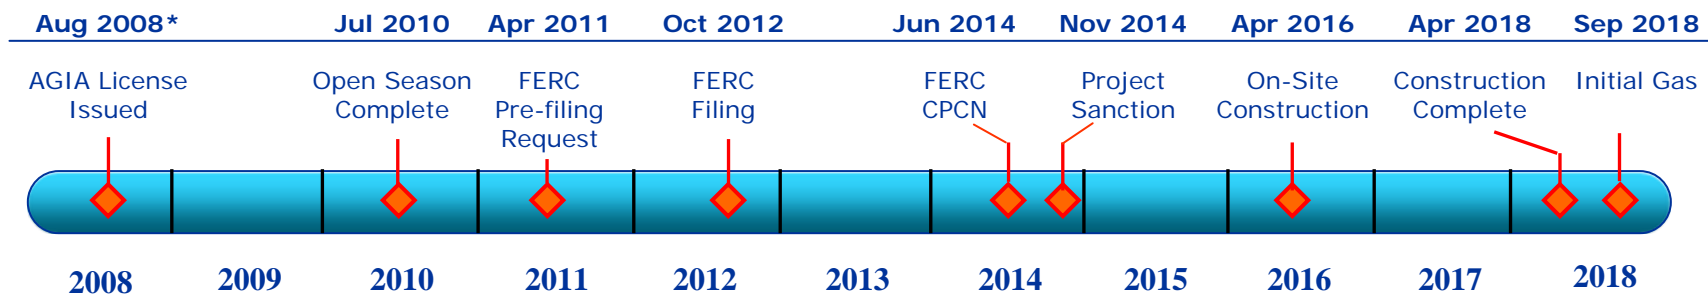 Aug 2008* Jul 2010 Apr 2011 Oct 2012 Jun 2014 Nov 2014 Apr 2016 Apr 2018 Sep 2018
AGIA License
Issued
Open Season
Complete
FERC
Pre-filing
Request
FERC
Filing
FERC
CPCN
Project
Sanction
On-Site
Construction
Construction
Complete
Initial Gas
2008 2009 2010 2011 2012 2013 2014 2015 2016 2017 2018